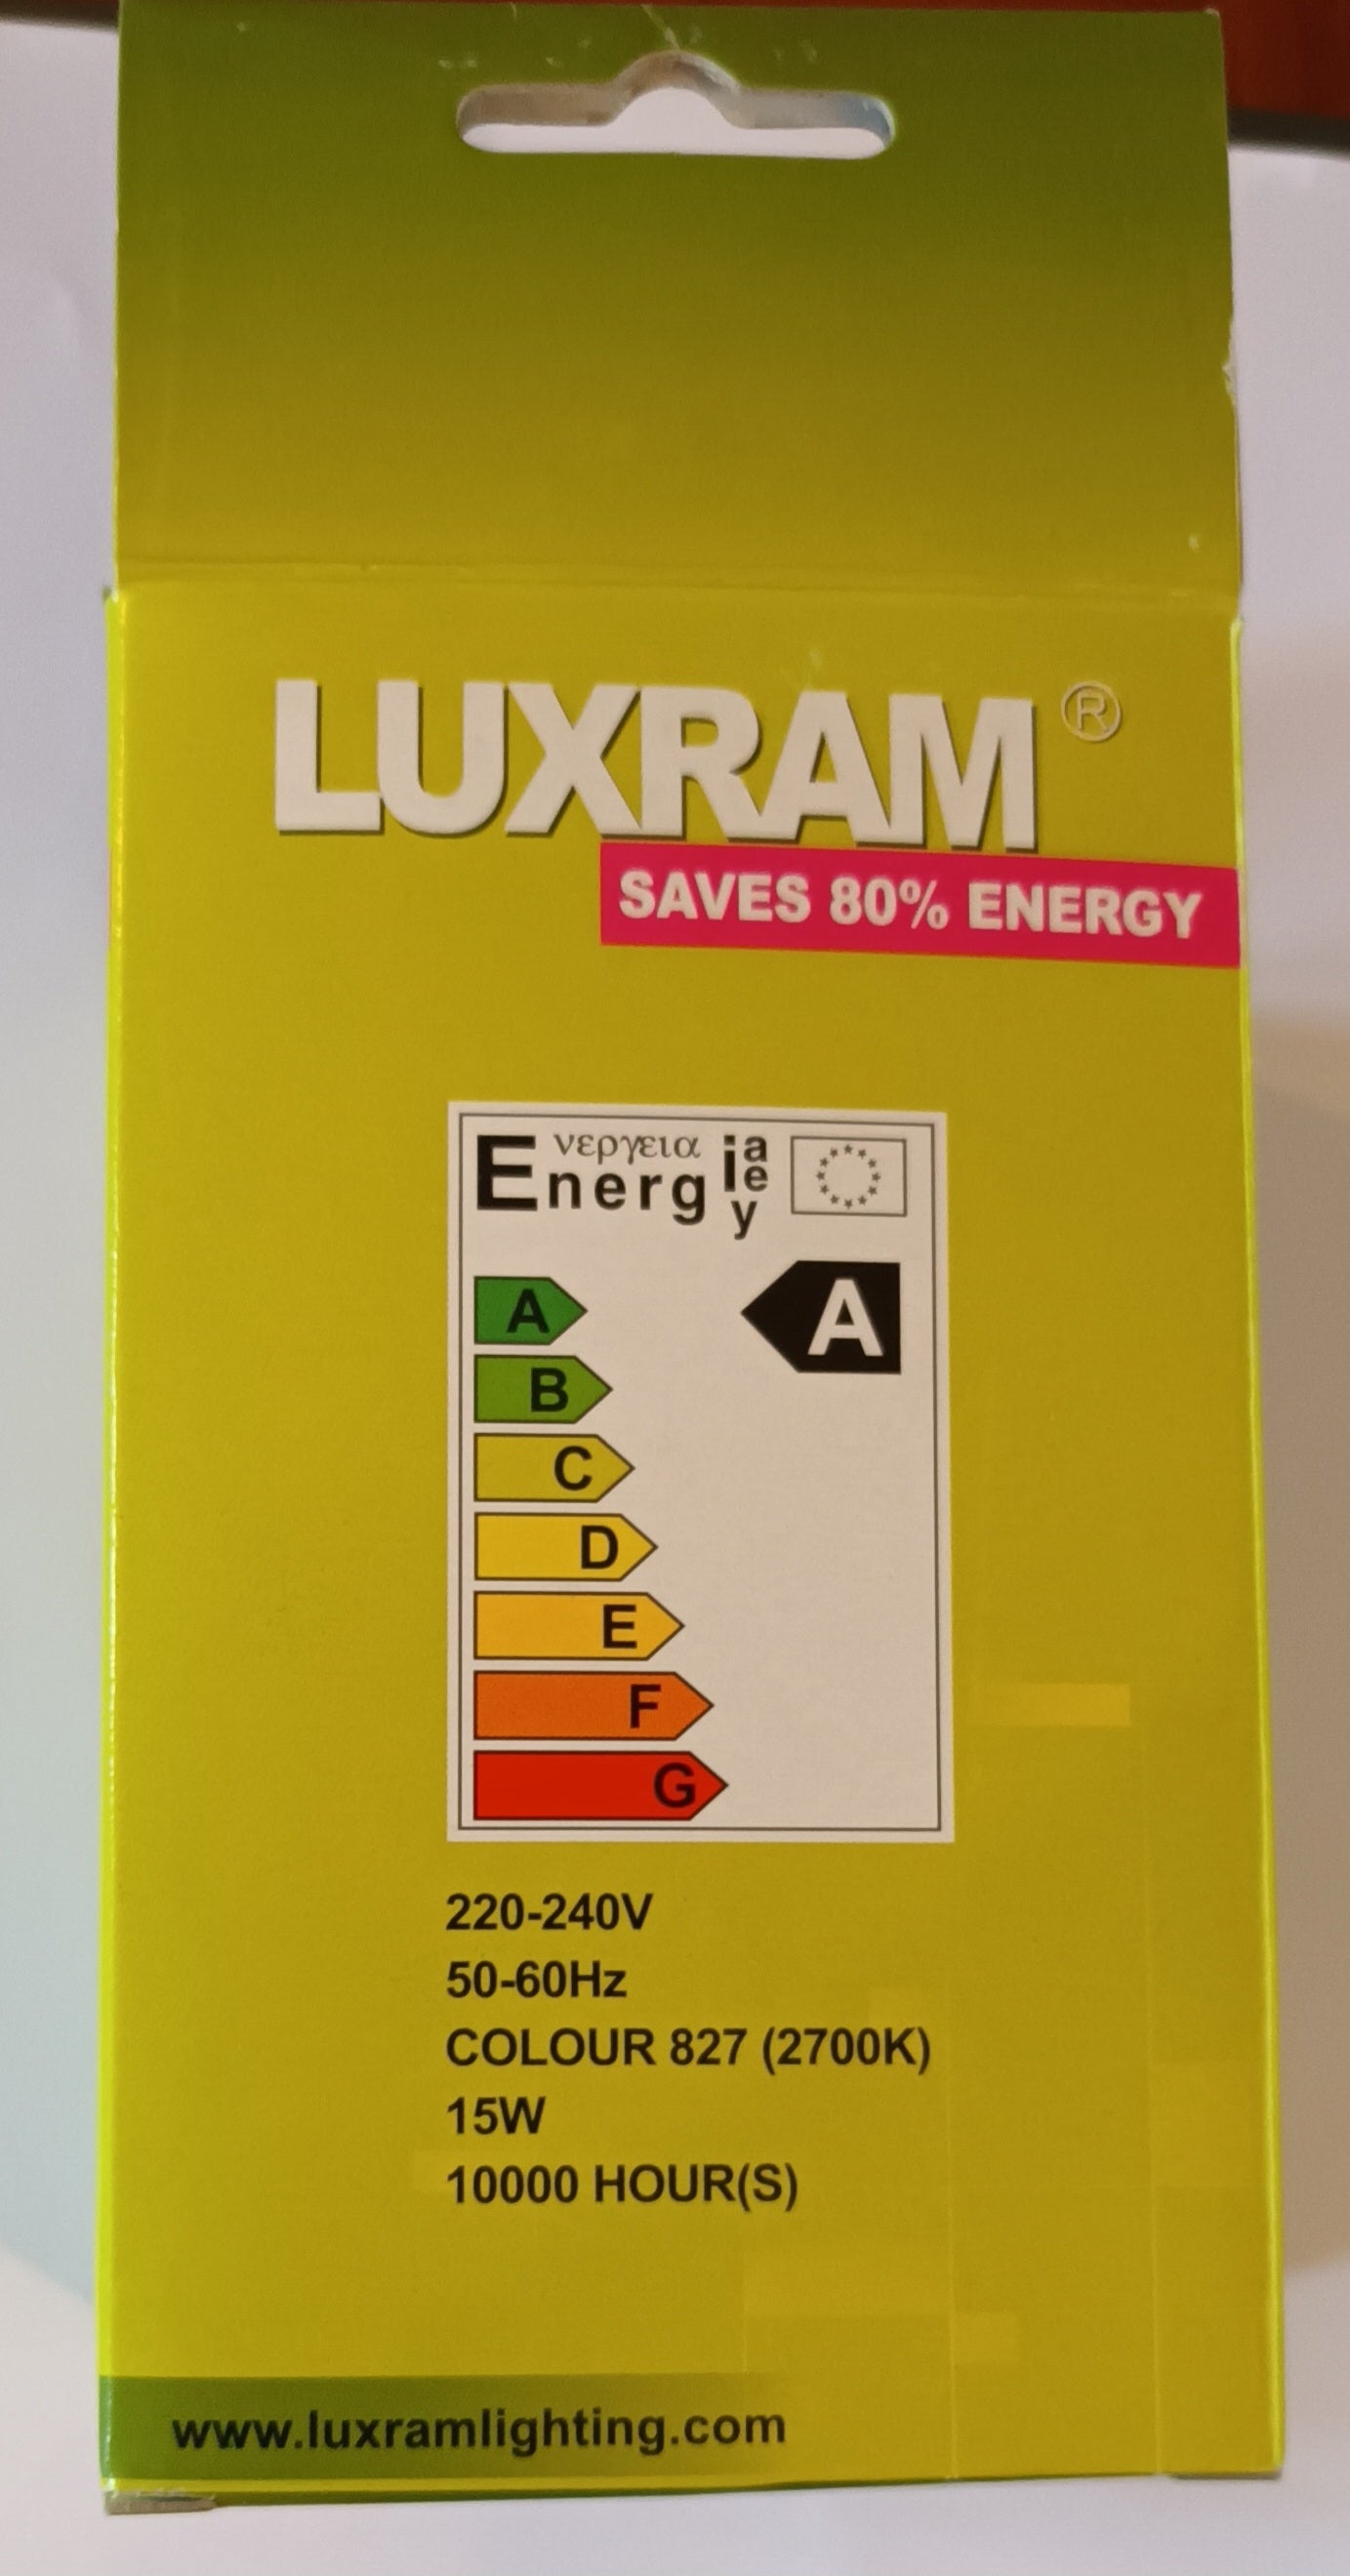 LUXRAM ®
SAVES 80% ENERGY
Ενεργεια
Energ ia ie y
A A
B
C
D
E
F
G
220-240V
50-60Hz
COLOUR 827 (2700K)
15W
10000 HOUR(S)
www.luxramlighting.com